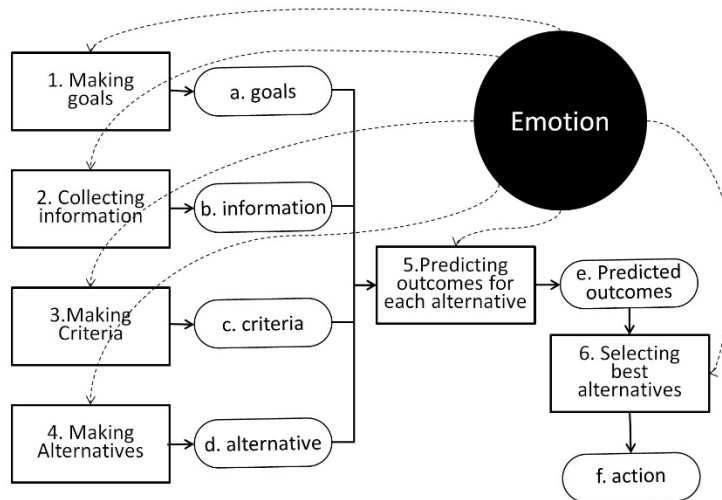 1. Making
goals
a. goals
Emotion
2. Collecting
information
b. information
3.Making
Criteria
c. criteria
4. Making
Alternatives
d. alternative
5.Predicting
outcomes for
each alternative
e. Predicted
outcomes
6. Selecting
best
alternatives
f. action